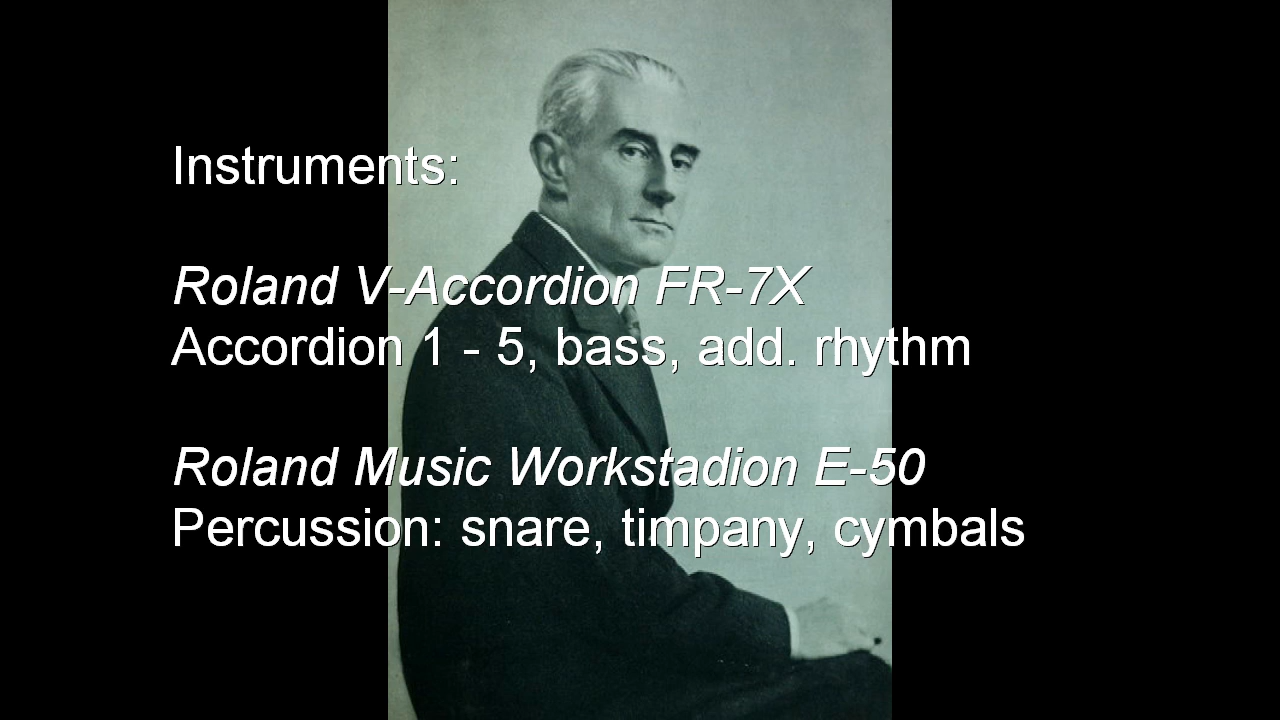 Instruments:
Roland V-Accordion FR-7X
Accordion 1 - 5, bass, add. rhythm
Roland Music Workstadion E-50
Percussion: snare, timpany, cymbals